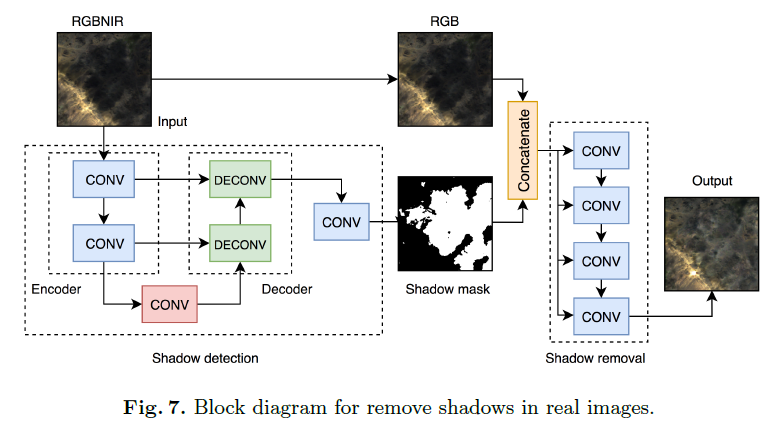 RGBNIR
RGB
Input
CONV
DECONV
CONV
DECONV
CONV
CONV
Encoder
Decoder
Shadow detection
Shadow mask
Concatenate
CONV
CONV
CONV
CONV
Shadow removal
Output
Fig. 7. Block diagram for remove shadows in real images.